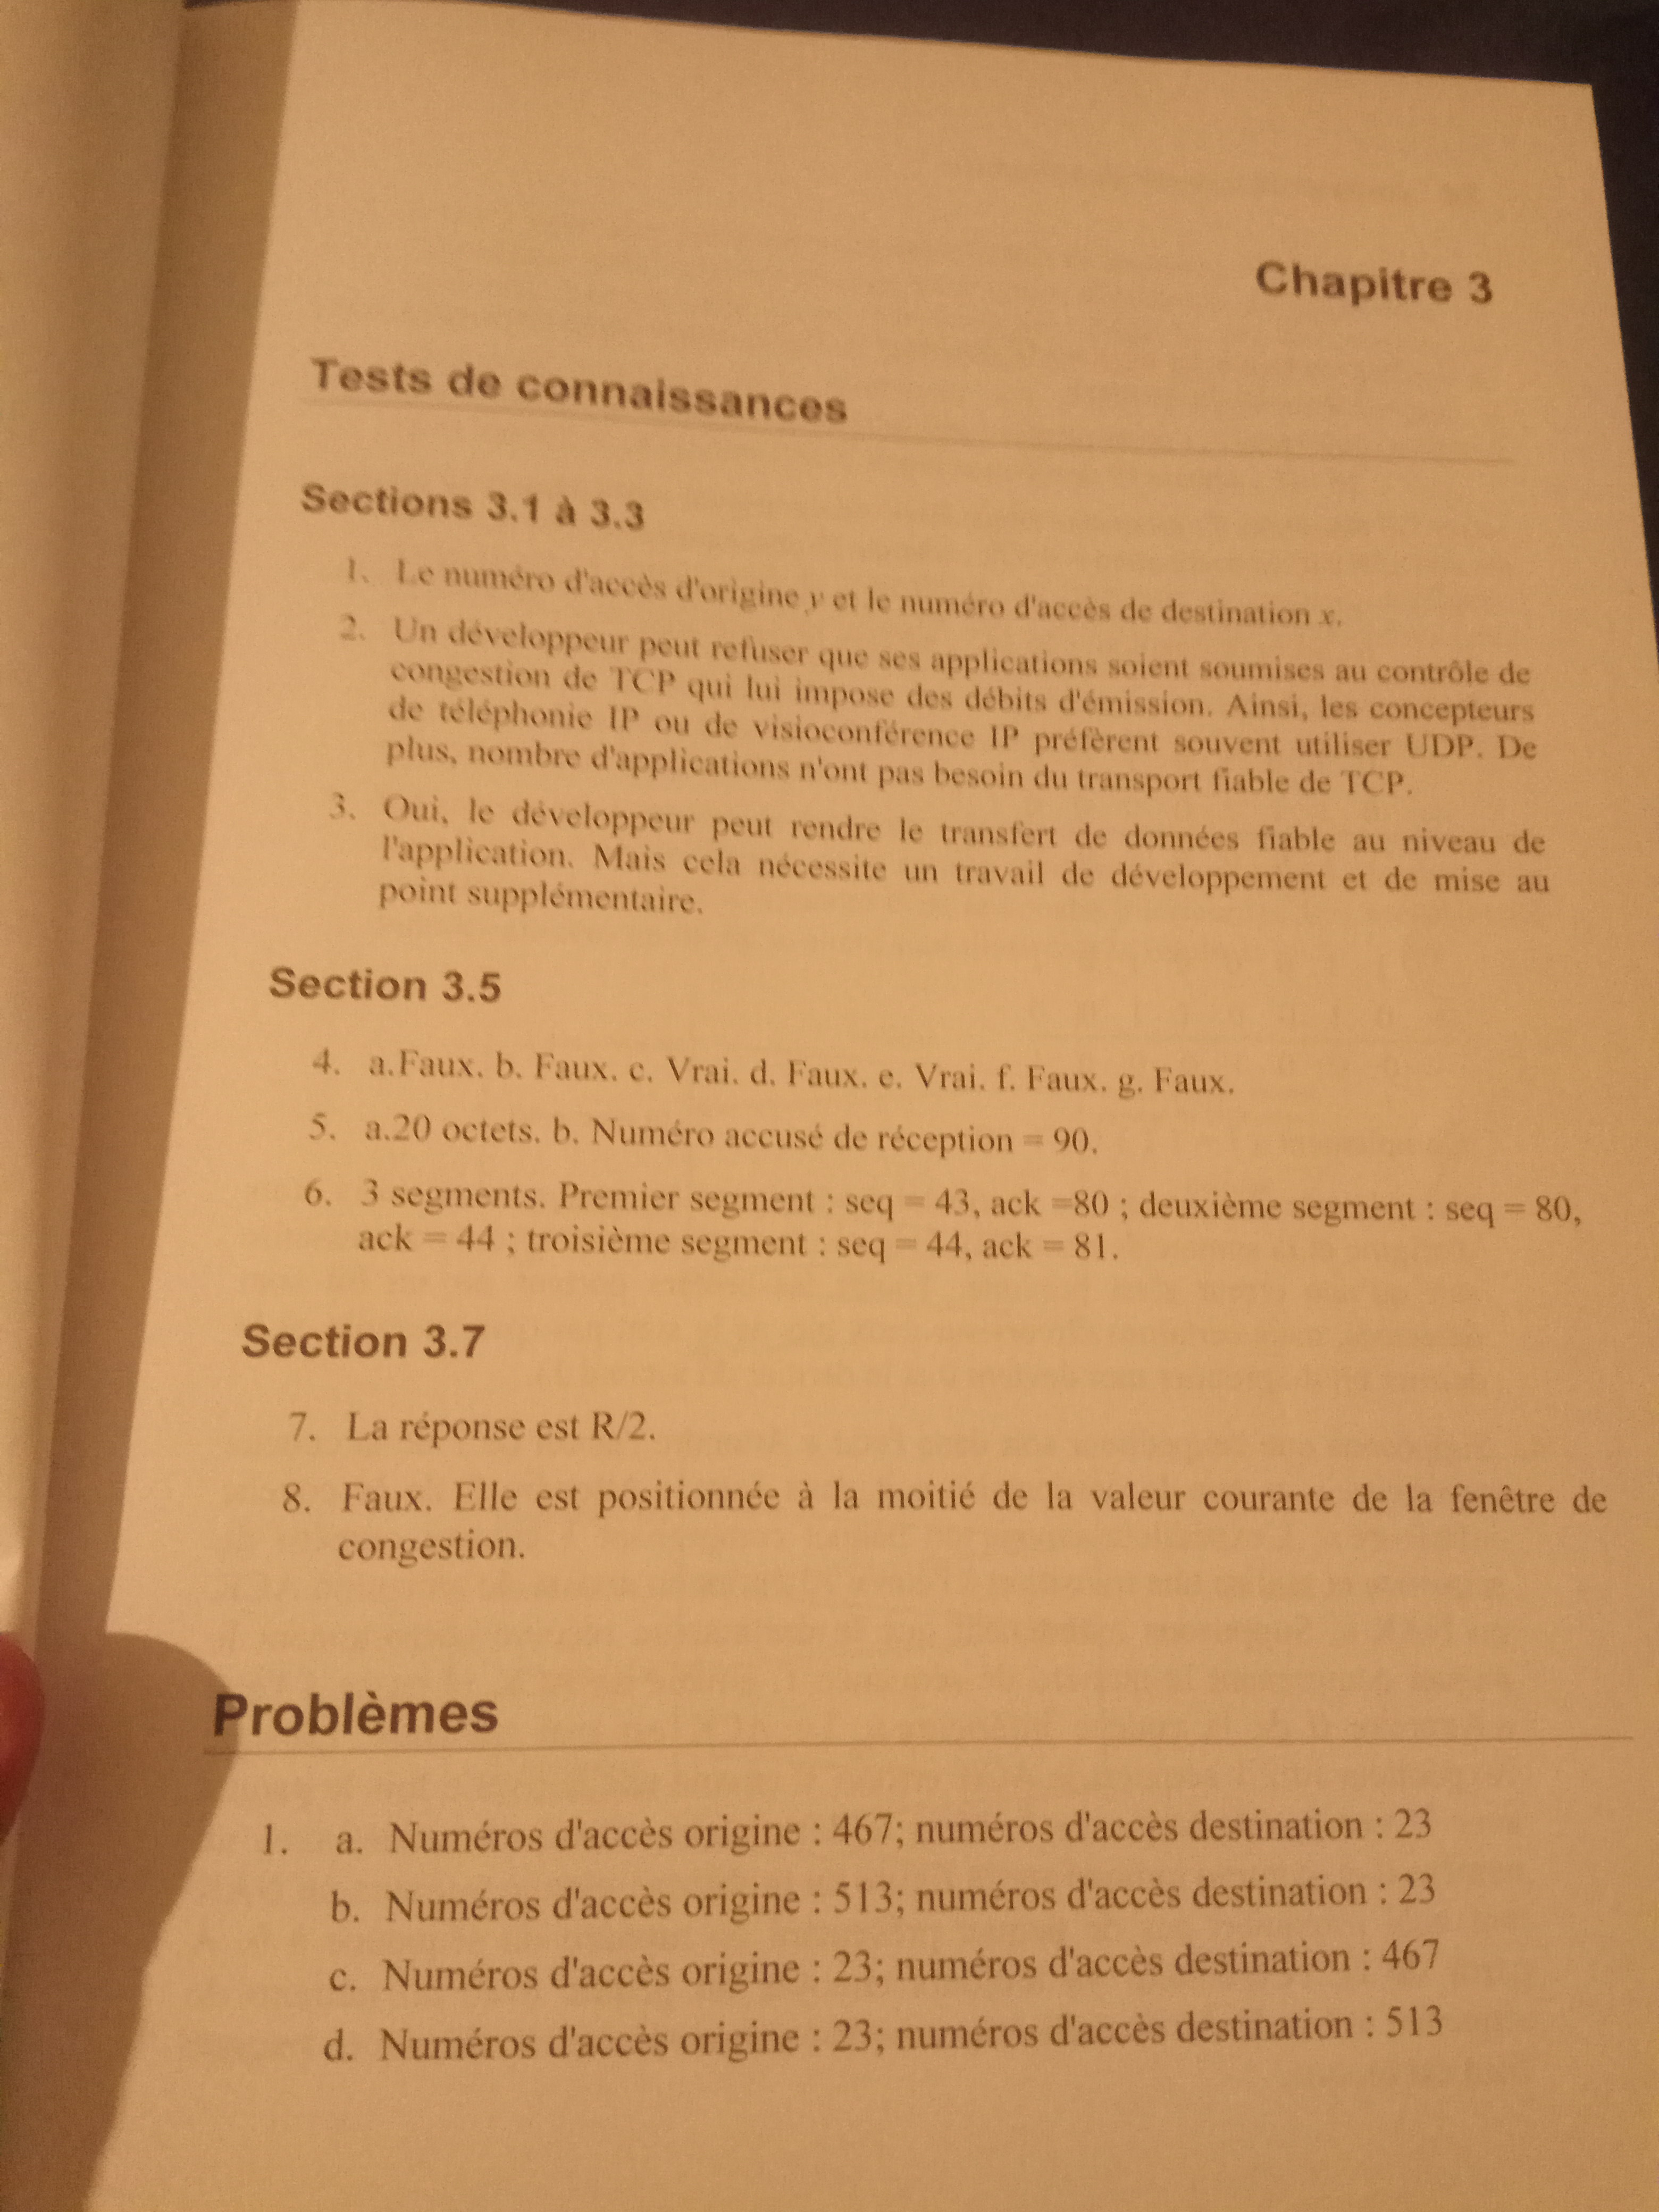 Chapitre 3
Tests de connaissances
Sections 3.1 à 3.3
1. Le numéro d'accès d'origine y et le numéro d'accès de destination x.
2. Un développeur peut refuser que ses applications soient soumises au contrôle de
congestion de TCP qui lui impose des débits d'émission. Ainsi, les concepteurs
de téléphonie IP ou de visioconférence IP préfèrent souvent utiliser UDP. De
plus, nombre d'applications n'ont pas besoin du transport fiable de TCP.
3. Oui, le développeur peut rendre le transfert de données fiable au niveau de
l'application. Mais cela nécessite un travail de développement et de mise au
point supplémentaire.
Section 3.5
4. a.Faux. b. Faux. c. Vrai. d. Faux. e. Vrai. f. Faux. g. Faux.
5. a.20 octets. b. Numéro accusé de réception = 90.
6. 3 segments. Premier segment : seq = 43, ack =80 ; deuxième segment : seq = 80,
ack = 44 ; troisième segment : seq = 44, ack = 81.
Section 3.7
7. La réponse est R/2.
8. Faux. Elle est positionnée à la moitié de la valeur courante de la fenêtre de
congestion.
Problèmes
1. a. Numéros d'accès origine : 467; numéros d'accès destination : 23
b. Numéros d'accès origine : 513; numéros d'accès destination : 23
c. Numéros d'accès origine : 23; numéros d'accès destination : 467
d. Numéros d'accès origine : 23; numéros d'accès destination : 513